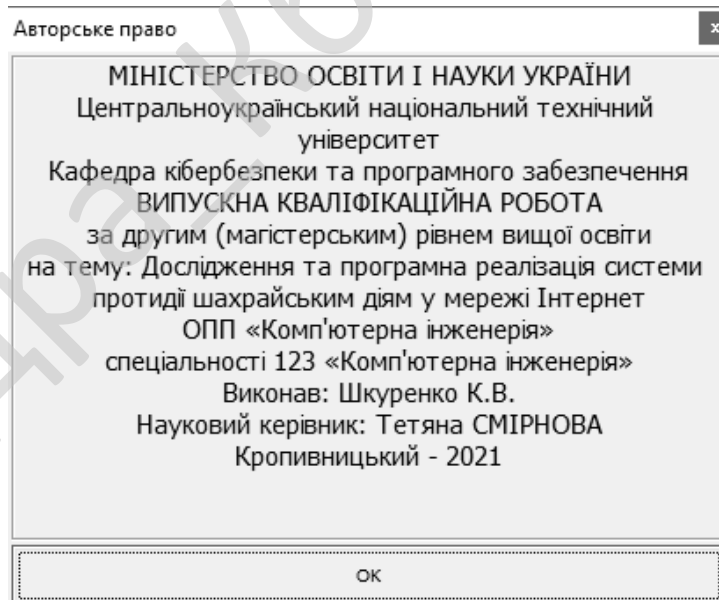 Авторське право
x
МІНІСТЕРСТВО ОСВІТИ І НАУКИ УКРАЇНИ
Центральноукраїнський національний технічний
університет
Кафедра кібербезпеки та програмного забезпечення
ВИПУСКНА КВАЛІФІКАЦІЙНА РОБОТА
за другим (магістерським) рівнем вищої освіти
на тему: Дослідження та програмна реалізація системи
протидії шахрайським діям у мережі Інтернет
ОПП «Комп'ютерна інженерія»
спеціальності 123 «Комп'ютерна інженерія»
Виконав: Шкуренко К.В.
Науковий керівник: Тетяна СМІРНОВА
Кропивницький - 2021
ОК